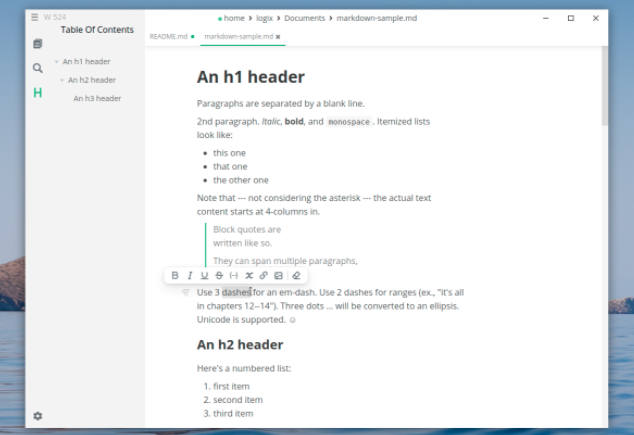 W 524
home › logix › Documents › markdown-sample.md
Table Of Contents
README.md
markdown-sample.md
An h1 header
An h2 header
An h3 header
An h1 header
Paragraphs are separated by a blank line.
2nd paragraph. Italic, bold, and monospace . Itemized lists
look like:
• this one
• that one
• the other one
Note that --- not considering the asterisk --- the actual text
content starts at 4-columns in.
Block quotes are
written like so.
They can span multiple paragraphs,
B I U S
Use 3 dashes for an em-dash. Use 2 dashes for ranges (ex., "it's all
in chapters 12--14"). Three dots ... will be converted to an ellipsis.
Unicode is supported. ☺
An h2 header
Here's a numbered list:
1. first item
2. second item
3. third item